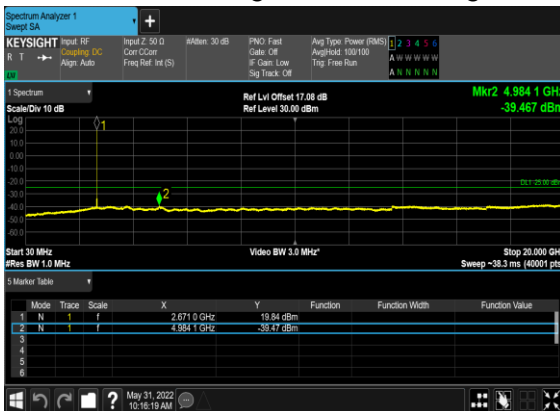 Spectrum Analyzer 1
Swept SA
KEYSIGHT Input: RF Input Z: 50 Ω #Atten: 30 dB PNO: Fast Avg Type: Power (RMS) 1 2 3 4 5 6
R T Coupling: DC Corr CCorr Gate: Off Avg|Hold: 100/100 A W W W W W
Align: Auto Freq Ref: Int (S) IF Gain: Low Trig: Free Run
LV Sig Track: Off A N N N N N
1 Spectrum Ref Lvl Offset 17.08 dB Mkr2 4.984 1 GHz
Scale/Div 10 dB Ref Level 30.00 dBm -39.467 dBm
Log
20.0
1
10.0
0.00
-10.0
-20.0
DL1 -25.00 dBm
-30.0
2
-40.0
-50.0
-60.0
Start 30 MHz Video BW 3.0 MHz* Stop 20.000 GH
#Res BW 1.0 MHz Sweep ~38.3 ms (40001 pts
5 Marker Table
Mode Trace Scale X Y Function Function Width Function Value
1 N 1 f 2.671 0 GHz 19.84 dBm
2 N 1 f 4.984 1 GHz -39.47 dBm
3
4
5
6
? May 31, 2022
10:16:19 AM